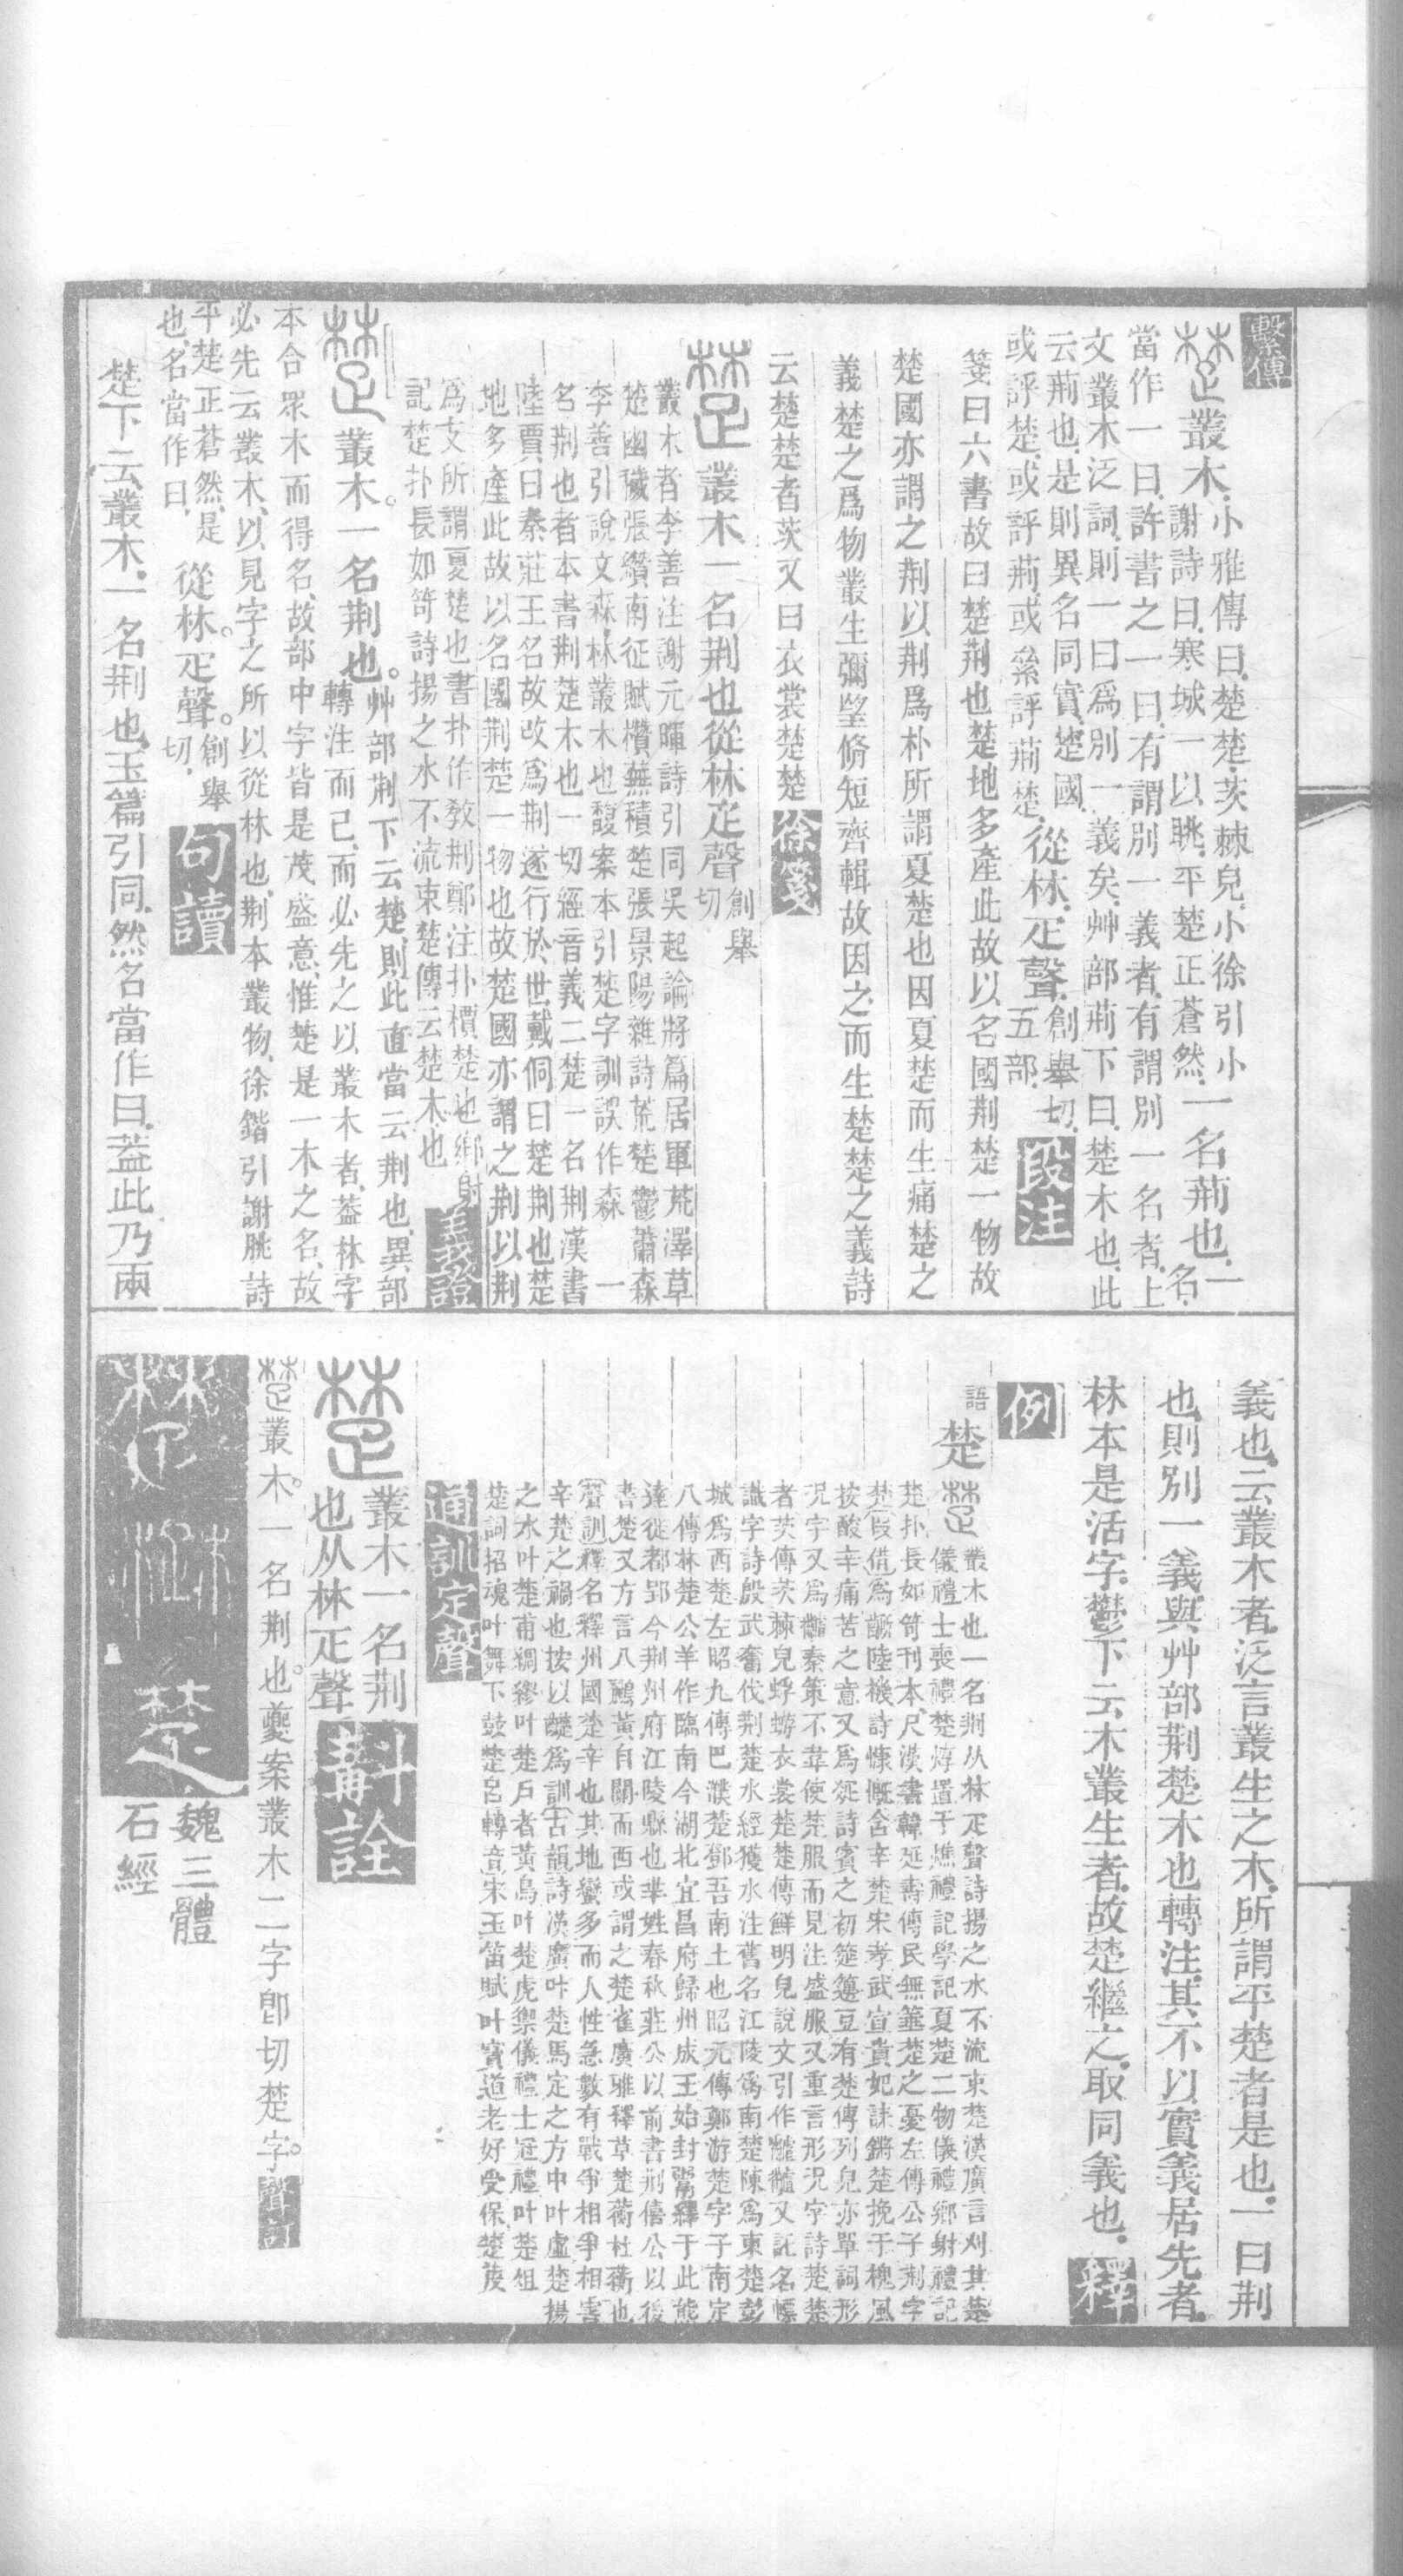 繫傳
叢木小雅傳曰楚楚茨棘皃小徐引小
謝詩曰寒城一以眺平楚正蒼然一名荊也一名
當作一曰許書之一曰有謂別一義者有謂別一名者上
文叢木泛詞則一曰爲別一義矣艸部荊下曰楚木也此
云荊也是則異名同實楚國
或評楚或評荊或絫評荊楚從林疋聲創舉切五部段注
箋曰六書故曰楚荊也楚地多產此故以名國荊楚一物故
楚國亦謂之荊以荊爲朴所謂夏楚也因夏楚而生痛楚之
義楚之爲物叢生彌望脩短齊輯故因之而生楚楚之義詩
云楚楚者茨又曰衣裳楚楚徐箋
叢木一名荊也從林疋聲創舉切
叢木者李善注謝元暉詩引同吳起論將篇居軍荒澤草
楚幽穢張纘南征賦欑蕪積楚張景陽雜詩荒楚鬱蕭森
李善引說文森林叢木也馥案本引楚字訓誤作森一
名荊也者本書荊楚木也一切經音義二楚一名荊漢書
陸賈曰秦莊王名故改爲荊遂行於世戴侗曰楚荊也楚
地多產此故以名國荊楚一物也故楚國亦謂之荊以荊
爲攴所謂夏楚也書扑作敎荊鄭注扑檟楚也鄉射
記楚扑長如笴詩揚之水不流束楚傳云楚木也義證
叢木一名荊也艸部荊下云楚則此直當云荊也異部
轉注而已而必先之以叢木者葢林字
本合眾木而得名故部中字皆是茂盛意惟楚是一木之名故
必先云叢木以見字之所以從林也荊本叢物徐鍇引謝朓詩
平楚正蒼然是
也名當作曰從林疋聲創舉切句讀
楚下云叢木一名荊也玉篇引同然名當作曰葢此乃兩
義也云叢木者泛言叢生之木所謂平楚者是也一曰荊
也則別一義與艸部荊楚木也轉注其不以實義居先者
林本是活字鬱下云木叢生者故楚繼之取同義也釋
例
語
楚
叢木也一名荊从林疋聲詩揚之水不流束楚漢廣言刈其楚
儀禮士喪禮楚焞置于燋禮記學記夏楚二物儀禮鄉射禮記
楚扑長如笴刊本尺漢書韓延壽傳民無箠楚之憂左傳公子荊字
楚假借爲齭陸機詩慷慨含辛楚宋孝武宣貴妃誄鏘楚挽于槐風
按酸辛痛苦之意又爲延詩賓之初筵籩豆有楚傳列皃亦單詞形
況字又爲䵵秦策不韋使楚服而見注盛服又重言形況字詩楚楚
者茨傳茨棘皃蜉蝣衣裳楚楚傳鮮明皃說文引作䵵䵵又託名幖
識字詩殷武奮伐荊楚水經獲水注舊名江陵爲南楚陳爲東楚彭
城爲西楚左昭九傳巴濮楚鄧吾南土也昭元傳鄭游楚字子南定
八傳林楚公羊作臨南今湖北宜昌府歸州成王始封鬻繹于此熊
達從都郢今荊州府江陵縣也羋姓春秋莊公以前書荊僖公以後
書楚又方言八鸝黃自關而西或謂之楚雀廣雅釋草楚蘅杜蘅也
聲訓釋名釋州國楚辛也其地蠻多而人性急數有戰爭相爭相害
辛楚之禍也按以齼爲訓古韻詩漢廣叶楚馬定之方中叶虛楚揚
之水叶楚甫綢繆叶楚戶者黃鳥叶楚虎禦儀禮士冠禮叶楚俎
楚詞招魂叶舞下鼓楚呂轉音宋玉笛賦叶寶道老好受保楚茂
通訓定聲
叢木一名荊
也从林疋聲斠詮
叢木一名荊也夔案叢木二字卽切楚字聲訂
楚
魏三體
石經